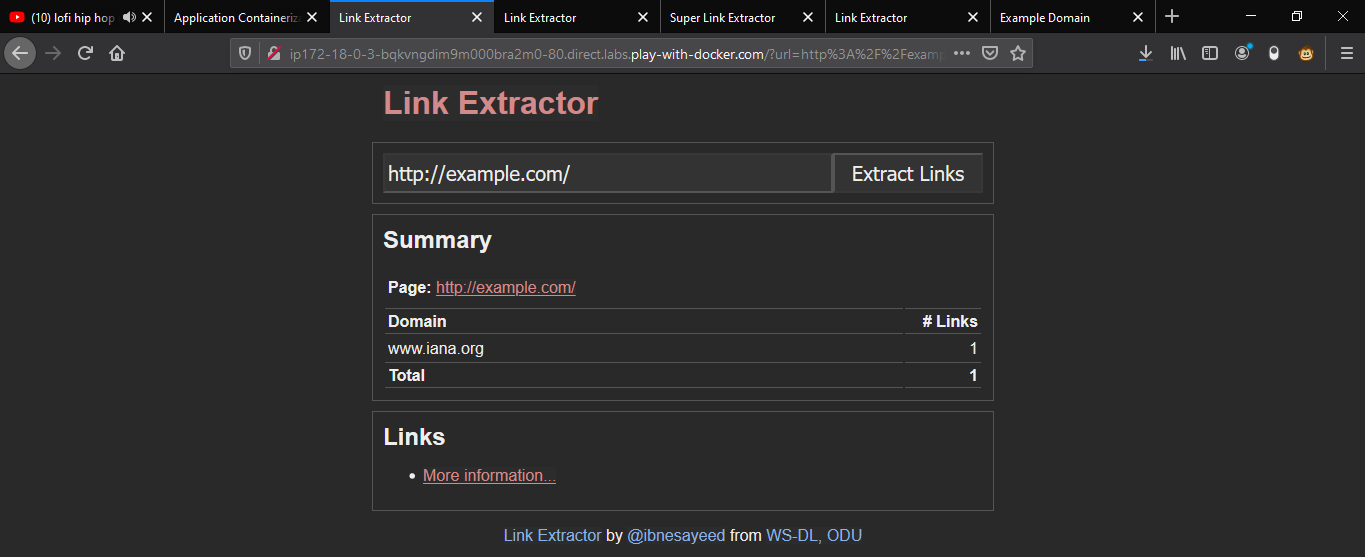 (10) lofi hip hop Application Containeriz Link Extractor Link Extractor Super Link Extractor Link Extractor Example Domain
ip172-18-0-3-bqkvngdim9m000bra2m0-80.direct.labs.play-with-docker.com/?url=http%3A%2F%2Fexamp
Link Extractor
http://example.com/ Extract Links
Summary
Page: http://example.com/
Domain # Links
www.iana.org 1
Total 1
Links
• More information...
Link Extractor by @ibnesayeed from WS-DL, ODU